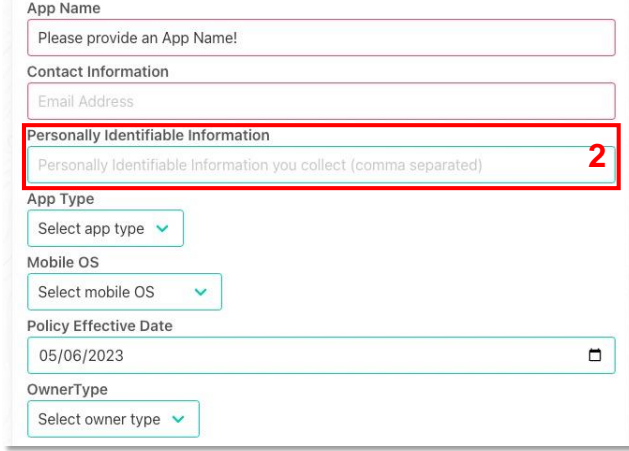 App Name
Please provide an App Name!
Contact Information
Email Address
Personally Identifiable Information
Personally Identifiable Information you collect (comma separated)
2
App Type
Select app type
Mobile OS
Select mobile OS
Policy Effective Date
05/06/2023
OwnerType
Select owner type